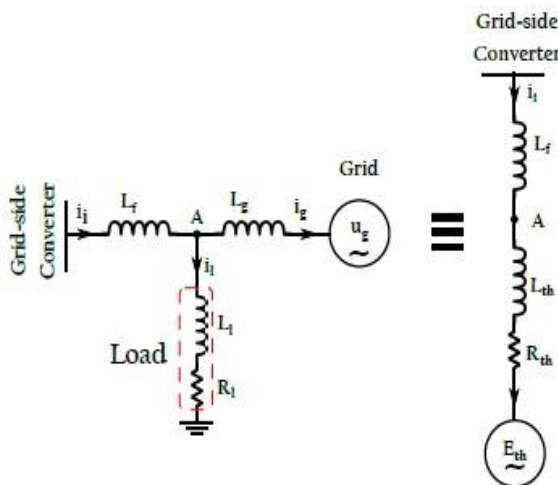 Grid-side
Converter
i_i
L_f
A
L_g
i_g
Grid
u_g
~
i_l
Load
L_l
R_l
≡
Grid-side
Converter
i_i
L_f
A
L_th
R_th
E_th
~